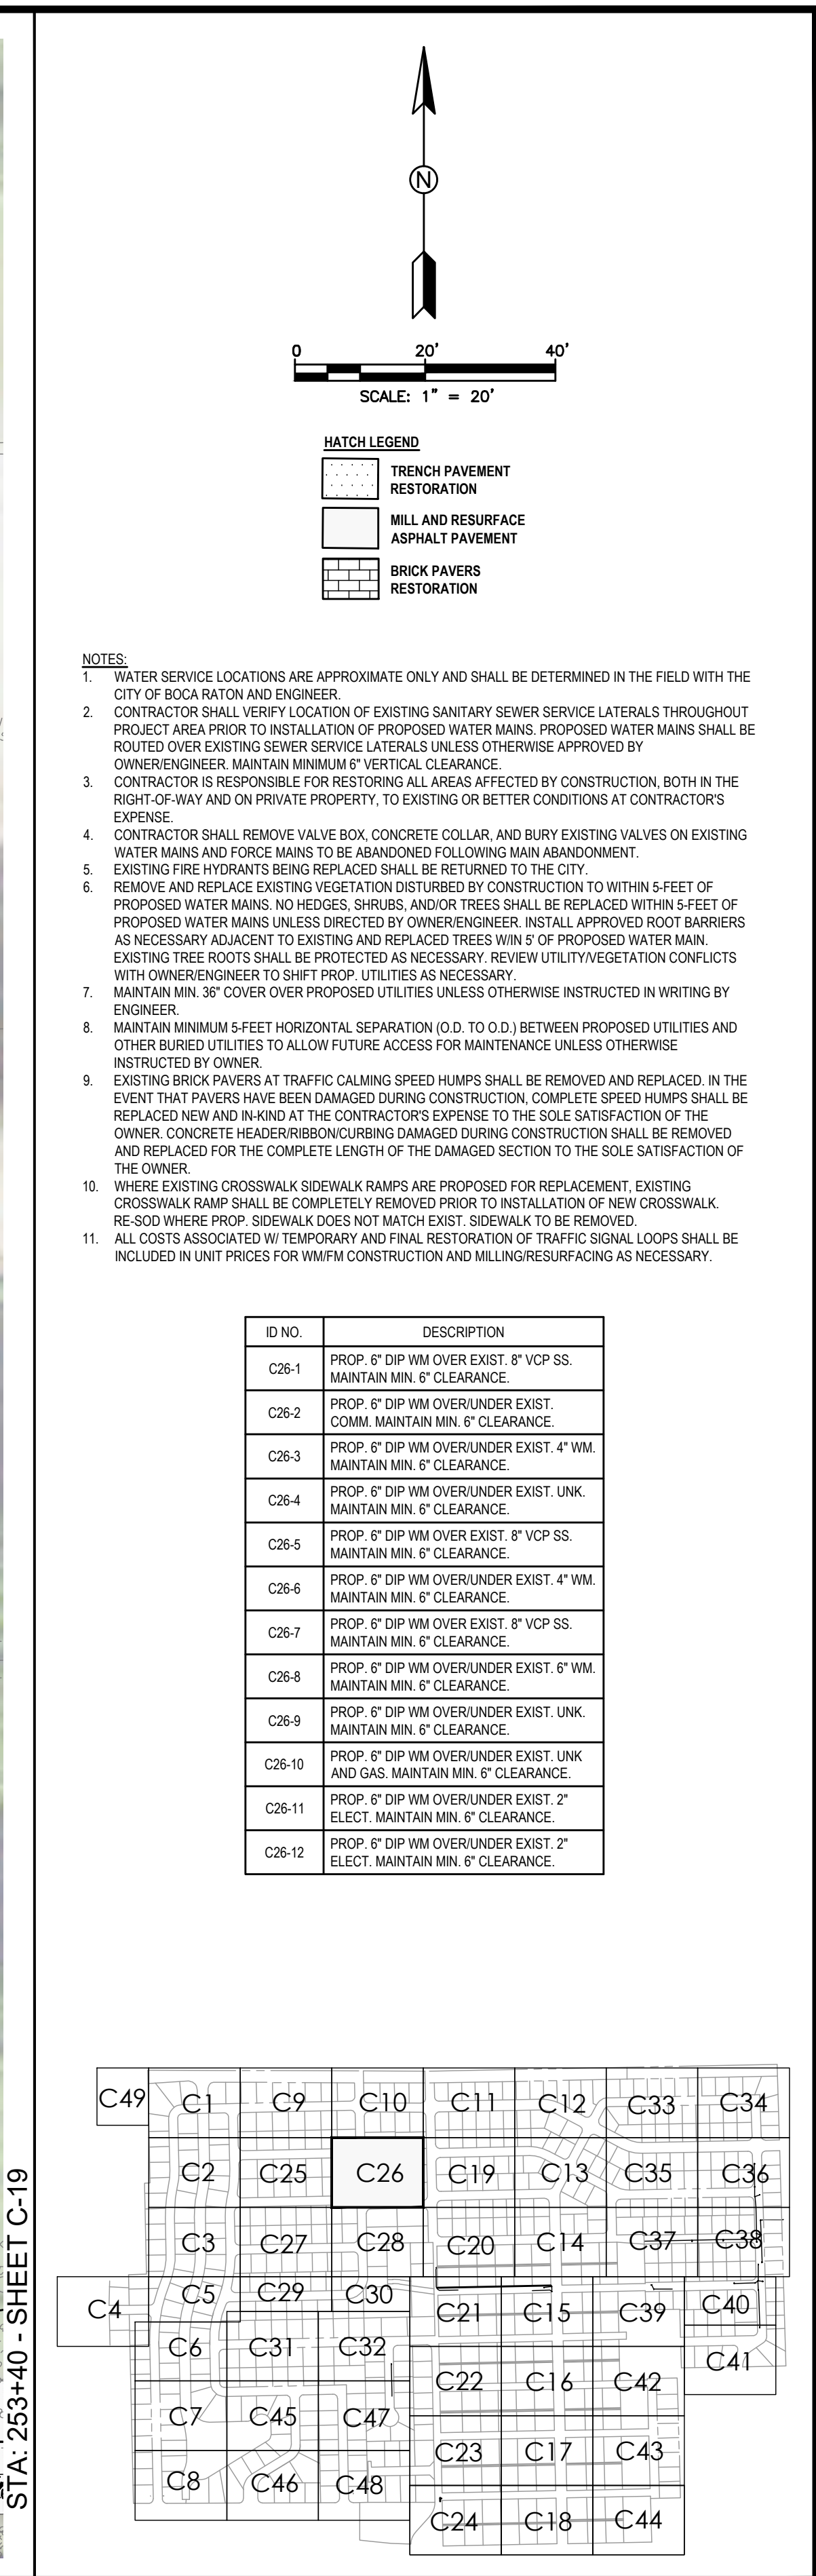 N
0 20' 40'
SCALE: 1" = 20'
HATCH LEGEND
TRENCH PAVEMENT
RESTORATION
MILL AND RESURFACE
ASPHALT PAVEMENT
BRICK PAVERS
RESTORATION
NOTES:
1. WATER SERVICE LOCATIONS ARE APPROXIMATE ONLY AND SHALL BE DETERMINED IN THE FIELD WITH THE
CITY OF BOCA RATON AND ENGINEER.
2. CONTRACTOR SHALL VERIFY LOCATION OF EXISTING SANITARY SEWER SERVICE LATERALS THROUGHOUT
PROJECT AREA PRIOR TO INSTALLATION OF PROPOSED WATER MAINS. PROPOSED WATER MAINS SHALL BE
ROUTED OVER EXISTING SEWER SERVICE LATERALS UNLESS OTHERWISE APPROVED BY
OWNER/ENGINEER. MAINTAIN MINIMUM 6" VERTICAL CLEARANCE.
3. CONTRACTOR IS RESPONSIBLE FOR RESTORING ALL AREAS AFFECTED BY CONSTRUCTION, BOTH IN THE
RIGHT-OF-WAY AND ON PRIVATE PROPERTY, TO EXISTING OR BETTER CONDITIONS AT CONTRACTOR'S
EXPENSE.
4. CONTRACTOR SHALL REMOVE VALVE BOX, CONCRETE COLLAR, AND BURY EXISTING VALVES ON EXISTING
WATER MAINS AND FORCE MAINS TO BE ABANDONED FOLLOWING MAIN ABANDONMENT.
5. EXISTING FIRE HYDRANTS BEING REPLACED SHALL BE RETURNED TO THE CITY.
6. REMOVE AND REPLACE EXISTING VEGETATION DISTURBED BY CONSTRUCTION TO WITHIN 5-FEET OF
PROPOSED WATER MAINS. NO HEDGES, SHRUBS, AND/OR TREES SHALL BE REPLACED WITHIN 5-FEET OF
PROPOSED WATER MAINS UNLESS DIRECTED BY OWNER/ENGINEER. INSTALL APPROVED ROOT BARRIERS
AS NECESSARY ADJACENT TO EXISTING AND REPLACED TREES W/IN 5' OF PROPOSED WATER MAIN.
EXISTING TREE ROOTS SHALL BE PROTECTED AS NECESSARY. REVIEW UTILITY/VEGETATION CONFLICTS
WITH OWNER/ENGINEER TO SHIFT PROP. UTILITIES AS NECESSARY.
7. MAINTAIN MIN. 36" COVER OVER PROPOSED UTILITIES UNLESS OTHERWISE INSTRUCTED IN WRITING BY
ENGINEER.
8. MAINTAIN MINIMUM 5-FEET HORIZONTAL SEPARATION (O.D. TO O.D.) BETWEEN PROPOSED UTILITIES AND
OTHER BURIED UTILITIES TO ALLOW FUTURE ACCESS FOR MAINTENANCE UNLESS OTHERWISE
INSTRUCTED BY OWNER.
9. EXISTING BRICK PAVERS AT TRAFFIC CALMING SPEED HUMPS SHALL BE REMOVED AND REPLACED. IN THE
EVENT THAT PAVERS HAVE BEEN DAMAGED DURING CONSTRUCTION, COMPLETE SPEED HUMPS SHALL BE
REPLACED NEW AND IN-KIND AT THE CONTRACTOR'S EXPENSE TO THE SOLE SATISFACTION OF THE
OWNER. CONCRETE HEADER/RIBBON/CURBING DAMAGED DURING CONSTRUCTION SHALL BE REMOVED
AND REPLACED FOR THE COMPLETE LENGTH OF THE DAMAGED SECTION TO THE SOLE SATISFACTION OF
THE OWNER.
10. WHERE EXISTING CROSSWALK SIDEWALK RAMPS ARE PROPOSED FOR REPLACEMENT, EXISTING
CROSSWALK RAMP SHALL BE COMPLETELY REMOVED PRIOR TO INSTALLATION OF NEW CROSSWALK.
RE-SOD WHERE PROP. SIDEWALK DOES NOT MATCH EXIST. SIDEWALK TO BE REMOVED.
11. ALL COSTS ASSOCIATED W/ TEMPORARY AND FINAL RESTORATION OF TRAFFIC SIGNAL LOOPS SHALL BE
INCLUDED IN UNIT PRICES FOR WM/FM CONSTRUCTION AND MILLING/RESURFACING AS NECESSARY.
ID NO. DESCRIPTION
C26-1 PROP. 6" DIP WM OVER EXIST. 8" VCP SS.
MAINTAIN MIN. 6" CLEARANCE.
C26-2 PROP. 6" DIP WM OVER/UNDER EXIST.
COMM. MAINTAIN MIN. 6" CLEARANCE.
C26-3 PROP. 6" DIP WM OVER/UNDER EXIST. 4" WM.
MAINTAIN MIN. 6" CLEARANCE.
C26-4 PROP. 6" DIP WM OVER/UNDER EXIST. UNK.
MAINTAIN MIN. 6" CLEARANCE.
C26-5 PROP. 6" DIP WM OVER EXIST. 8" VCP SS.
MAINTAIN MIN. 6" CLEARANCE.
C26-6 PROP. 6" DIP WM OVER/UNDER EXIST. 4" WM.
MAINTAIN MIN. 6" CLEARANCE.
C26-7 PROP. 6" DIP WM OVER EXIST. 8" VCP SS.
MAINTAIN MIN. 6" CLEARANCE.
C26-8 PROP. 6" DIP WM OVER/UNDER EXIST. 6" WM.
MAINTAIN MIN. 6" CLEARANCE.
C26-9 PROP. 6" DIP WM OVER/UNDER EXIST. UNK.
MAINTAIN MIN. 6" CLEARANCE.
C26-10 PROP. 6" DIP WM OVER/UNDER EXIST. UNK
AND GAS. MAINTAIN MIN. 6" CLEARANCE.
C26-11 PROP. 6" DIP WM OVER/UNDER EXIST. 2"
ELECT. MAINTAIN MIN. 6" CLEARANCE.
C26-12 PROP. 6" DIP WM OVER/UNDER EXIST. 2"
ELECT. MAINTAIN MIN. 6" CLEARANCE.
STA: 253+40 - SHEET C-19
C49 C1 C9 C10 C11 C12 C33 C34
C2 C25 C26 C19 C13 C35 C36
C3 C27 C28 C20 C14 C37 C38
C4 C5 C29 C30 C21 C15 C39 C40
C6 C31 C32 C22 C16 C42 C41
C7 C45 C47 C23 C17 C43
C8 C46 C48 C24 C18 C44